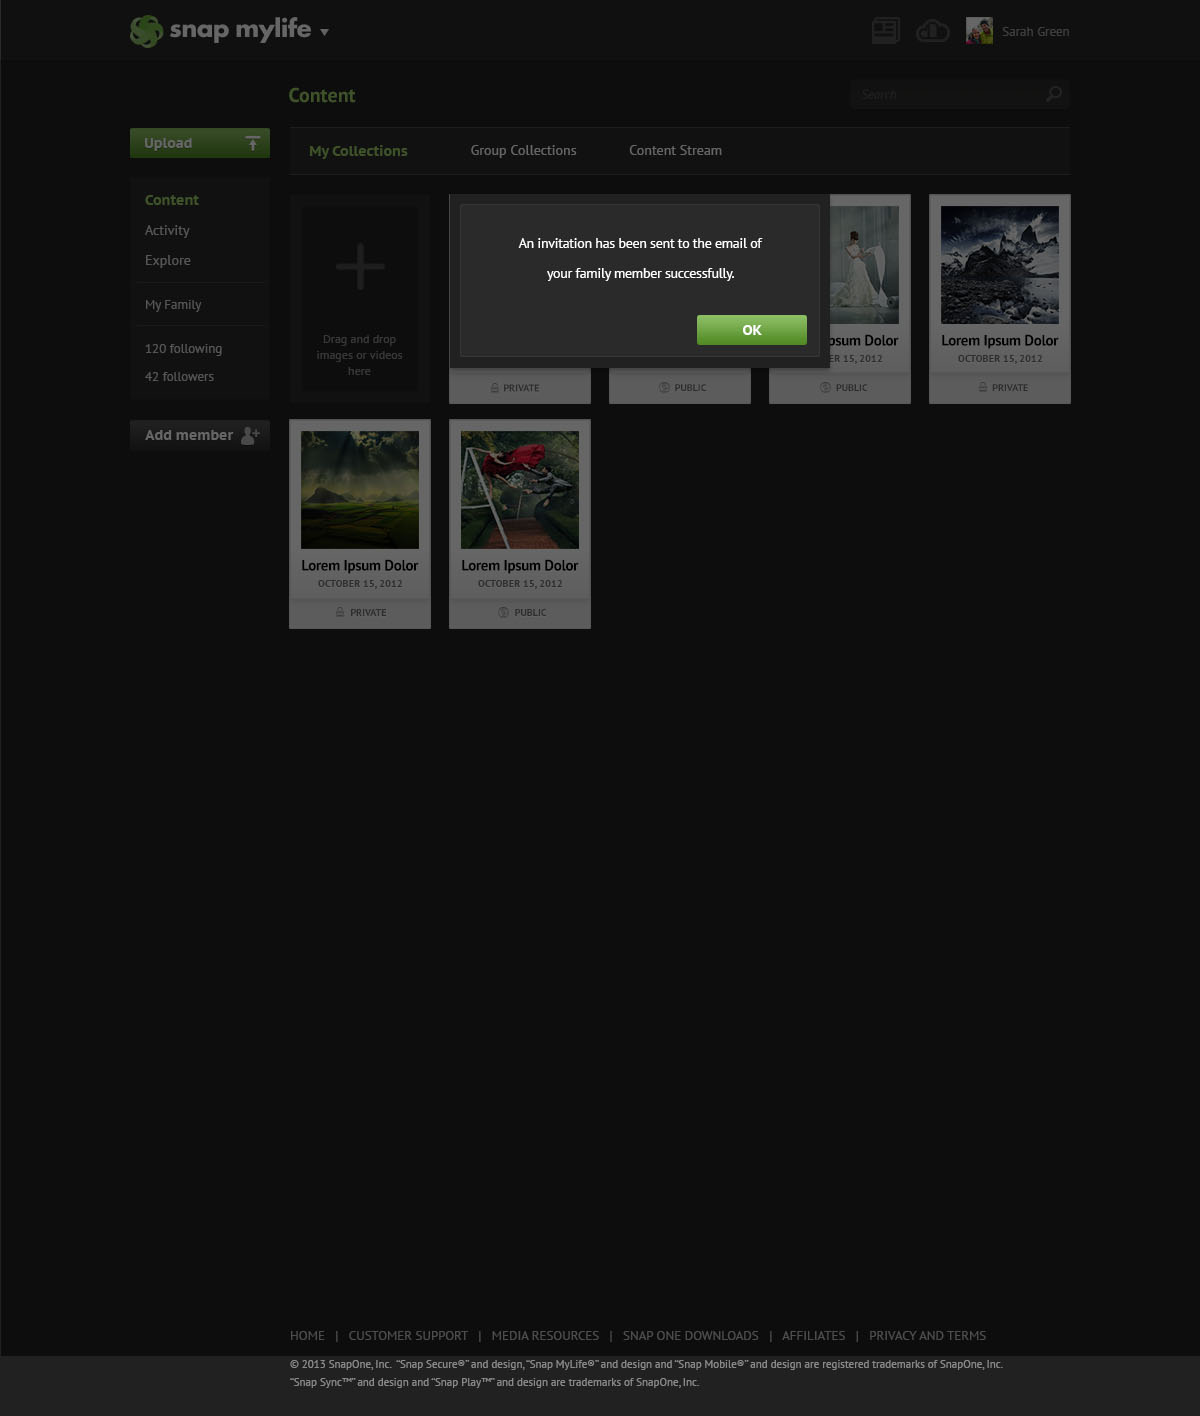 snap mylife
Sarah Green
Content
Search
Upload
My Collections
Group Collections
Content Stream
Content
Activity
Explore
My Family
120 following
42 followers
Add member
Drag and drop
images or videos
here
An invitation has been sent to the email of
your family member successfully.
OK
PRIVATE
PUBLIC
psum Dolor
ER 15, 2012
PUBLIC
Lorem Ipsum Dolor
OCTOBER 15, 2012
PRIVATE
Lorem Ipsum Dolor
OCTOBER 15, 2012
PRIVATE
Lorem Ipsum Dolor
OCTOBER 15, 2012
PUBLIC
HOME | CUSTOMER SUPPORT | MEDIA RESOURCES | SNAP ONE DOWNLOADS | AFFILIATES | PRIVACY AND TERMS
© 2013 SnapOne, Inc. “Snap Secure®” and design, “Snap MyLife®” and design and “Snap Mobile®” and design are registered trademarks of SnapOne, Inc.
“Snap Sync™” and design and “Snap Play™” and design are trademarks of SnapOne, Inc.